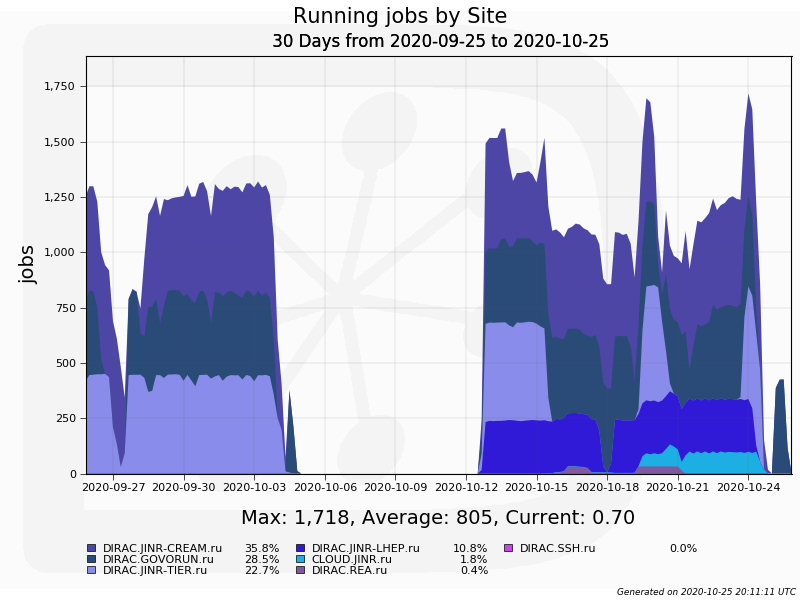 Running jobs by Site
30 Days from 2020-09-25 to 2020-10-25
1,750
1,500
1,250
1,000
750
500
250
0
jobs
2020-09-27 2020-09-30 2020-10-03 2020-10-06 2020-10-09 2020-10-12 2020-10-15 2020-10-18 2020-10-21 2020-10-24
Max: 1,718, Average: 805, Current: 0.70
DIRAC.JINR-CREAM.ru 35.8% DIRAC.JINR-LHEP.ru 10.8% DIRAC.SSH.ru 0.0%
DIRAC.GOVORUN.ru 28.5% CLOUD.JINR.ru 1.8%
DIRAC.JINR-TIER.ru 22.7% DIRAC.REA.ru 0.4%
Generated on 2020-10-25 20:11:11 UTC